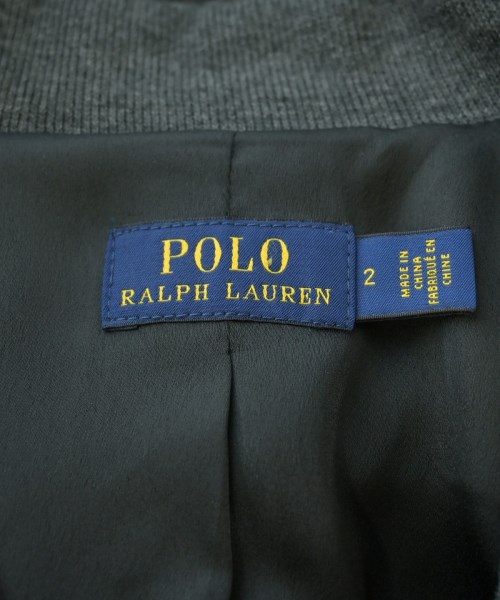 POLO
RALPH LAUREN
2
MADE IN
CHINA
FABRIQUÉ EN
CHINE